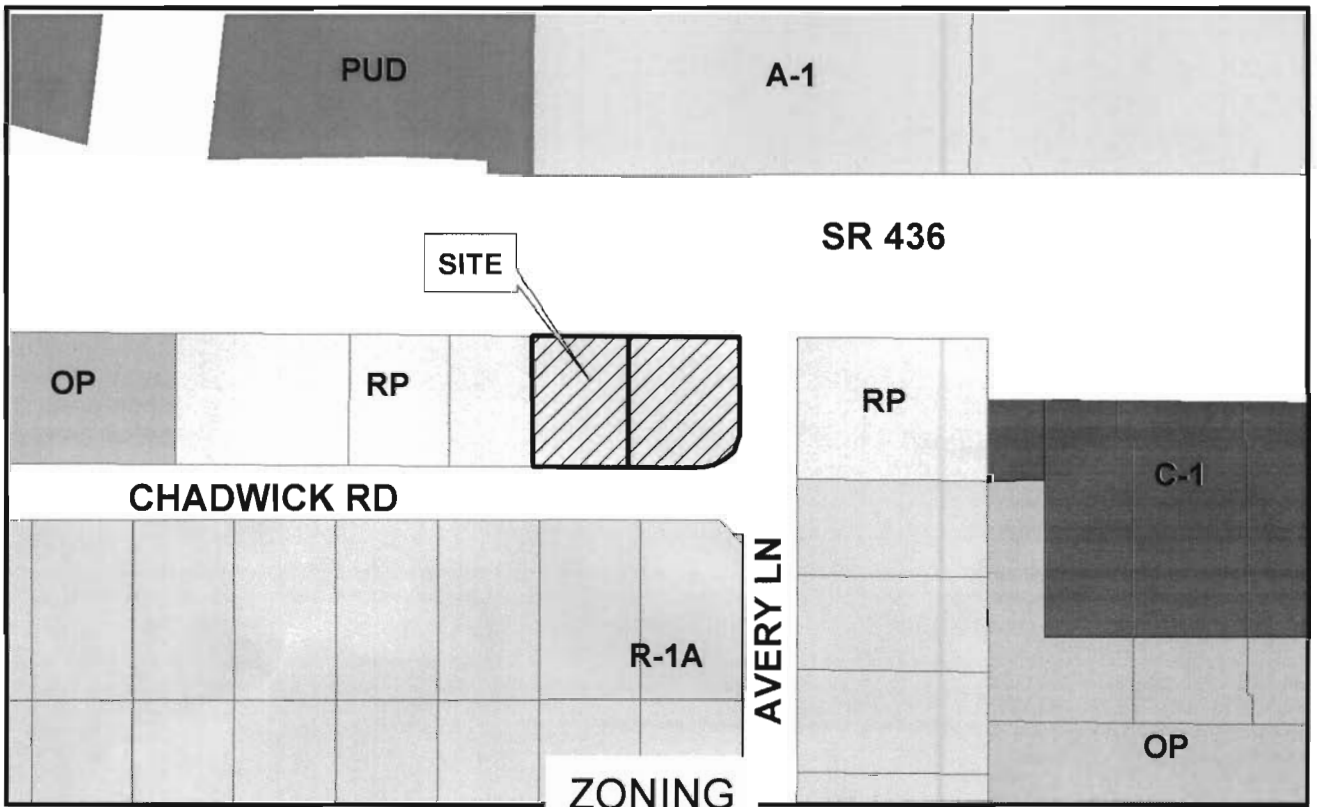 PUD
A-1
SR 436
SITE
OP
RP
RP
C-1
CHADWICK RD
AVERY LN
R-1A
OP
ZONING